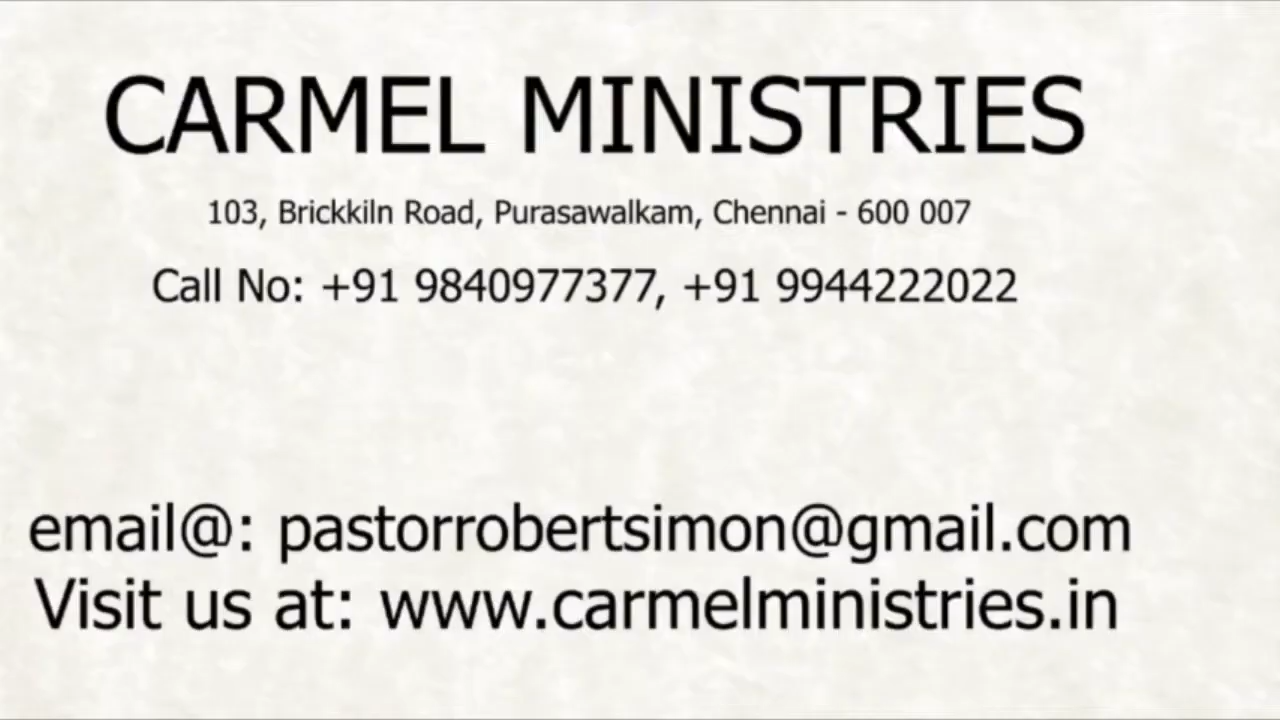 CARMEL MINISTRIES
103, Brickkiln Road, Purasawalkam, Chennai - 600 007
Call No: +91 9840977377, +91 9944222022
email@: pastorrobertsimon@gmail.com
Visit us at: www.carmelministries.in